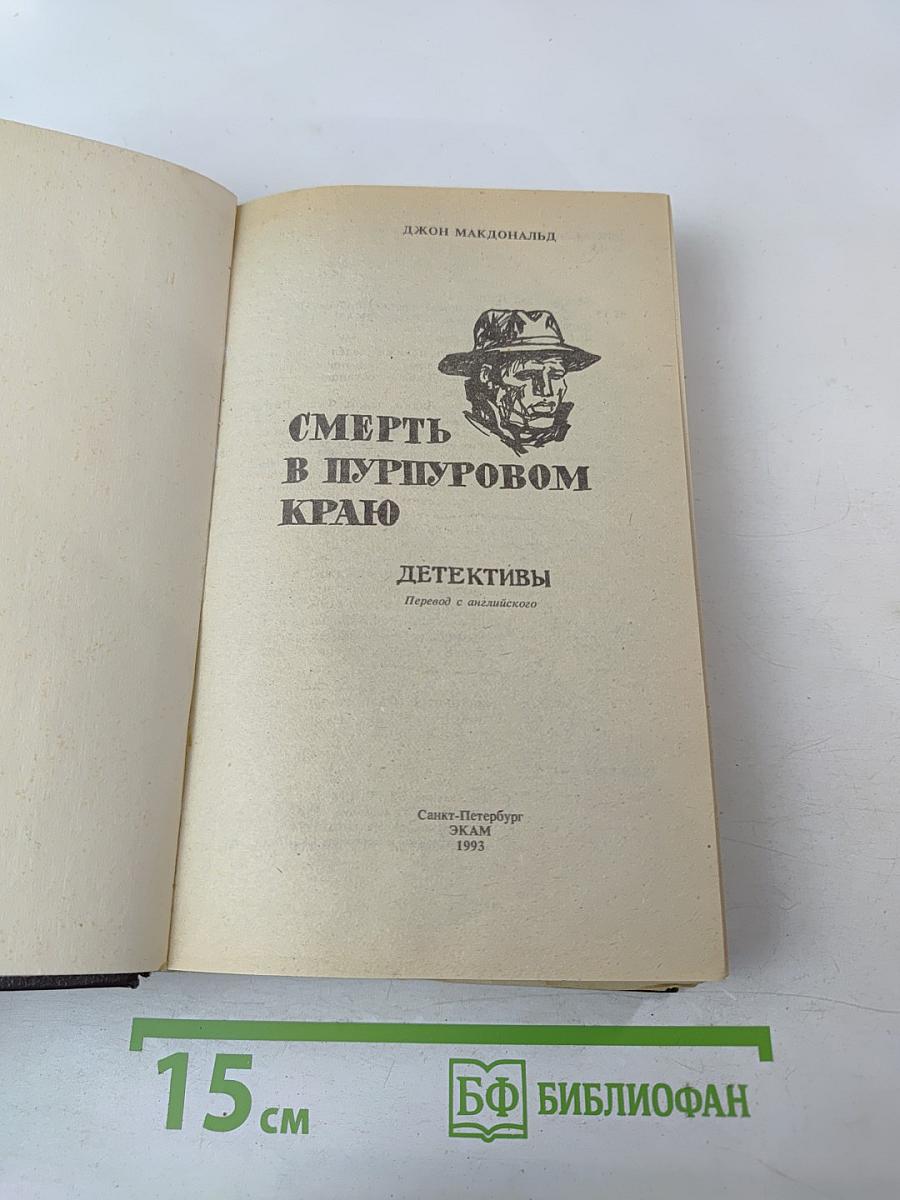 ДЖОН МАКДОНАЛЬД
СМЕРТЬ
В ПУРПУРОВОМ
КРАЮ
ДЕТЕКТИВЫ
Перевод с английского
Санкт-Петербург
ЭКАМ
1993
15 см
БФ БИБЛИОФАН